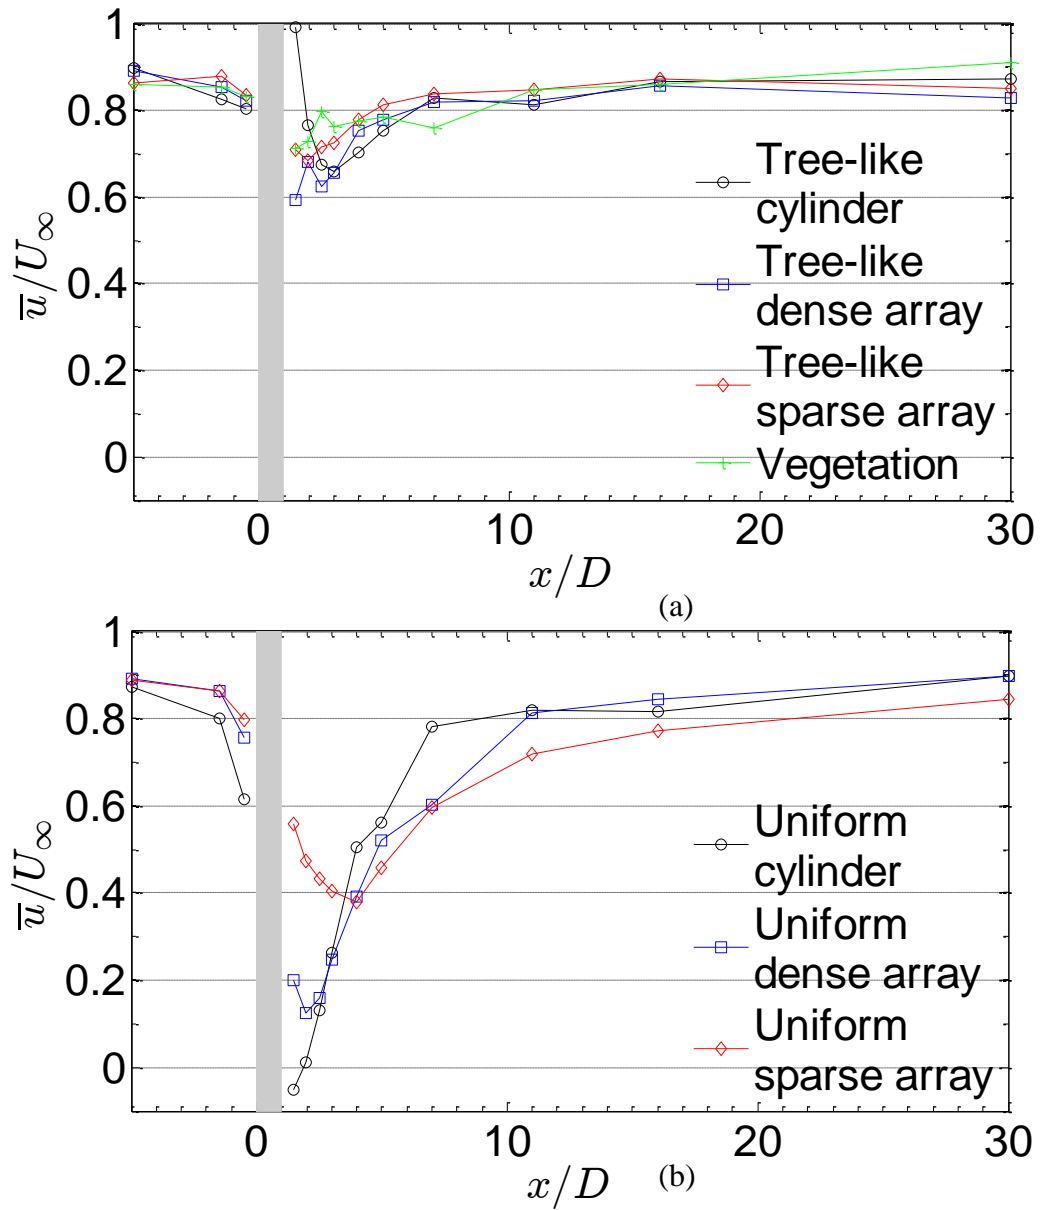 1
0.8
0.6
0.4
0.2
0
u̅/U∞
Tree-like
cylinder
Tree-like
dense array
Tree-like
sparse array
Vegetation
0 10 20 30
x/D
(a)
1
0.8
0.6
0.4
0.2
0
u̅/U∞
Uniform
cylinder
Uniform
dense array
Uniform
sparse array
0 10 20 30
x/D
(b)